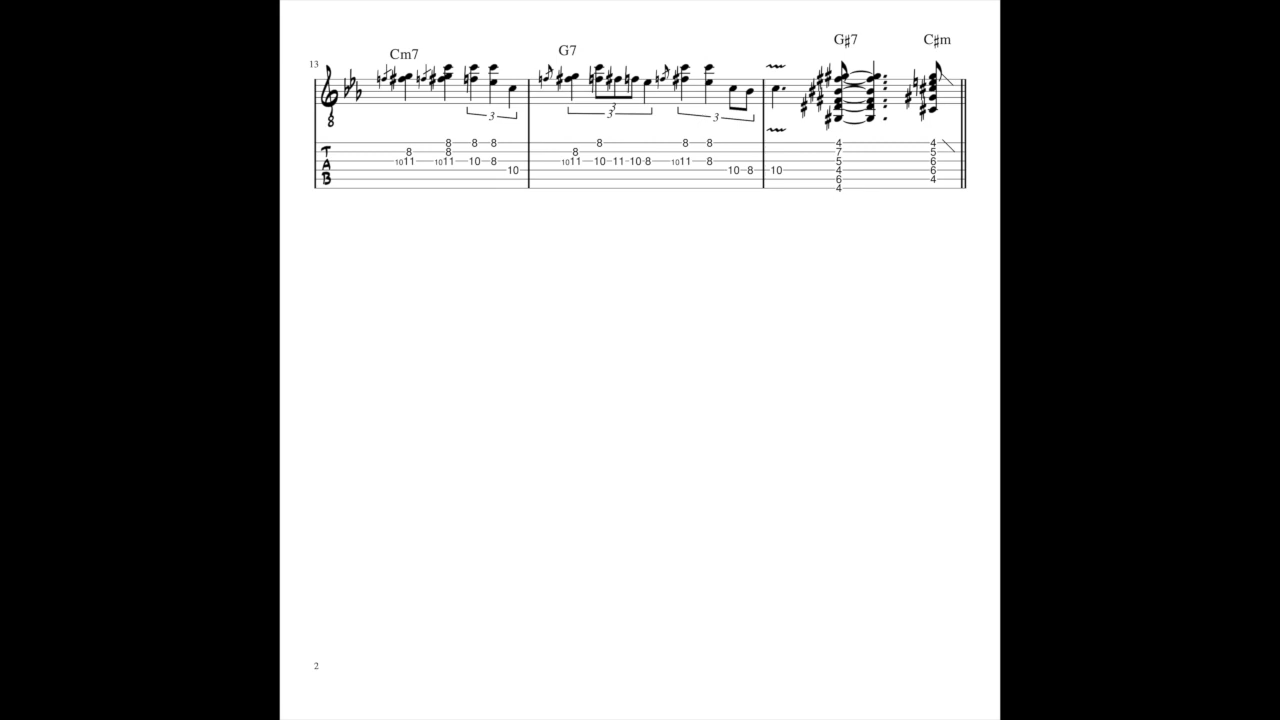 G♯7 C♯m
Cm7 G7
13
3 3 3
8
8 8 8 8 8 8 8 4 4
8 8 8 7 5
10 11 10 11 10 8 10 11 10 11 10 8 10 11 8 5 6
10 10 8 10 4 6
6 4
4
2